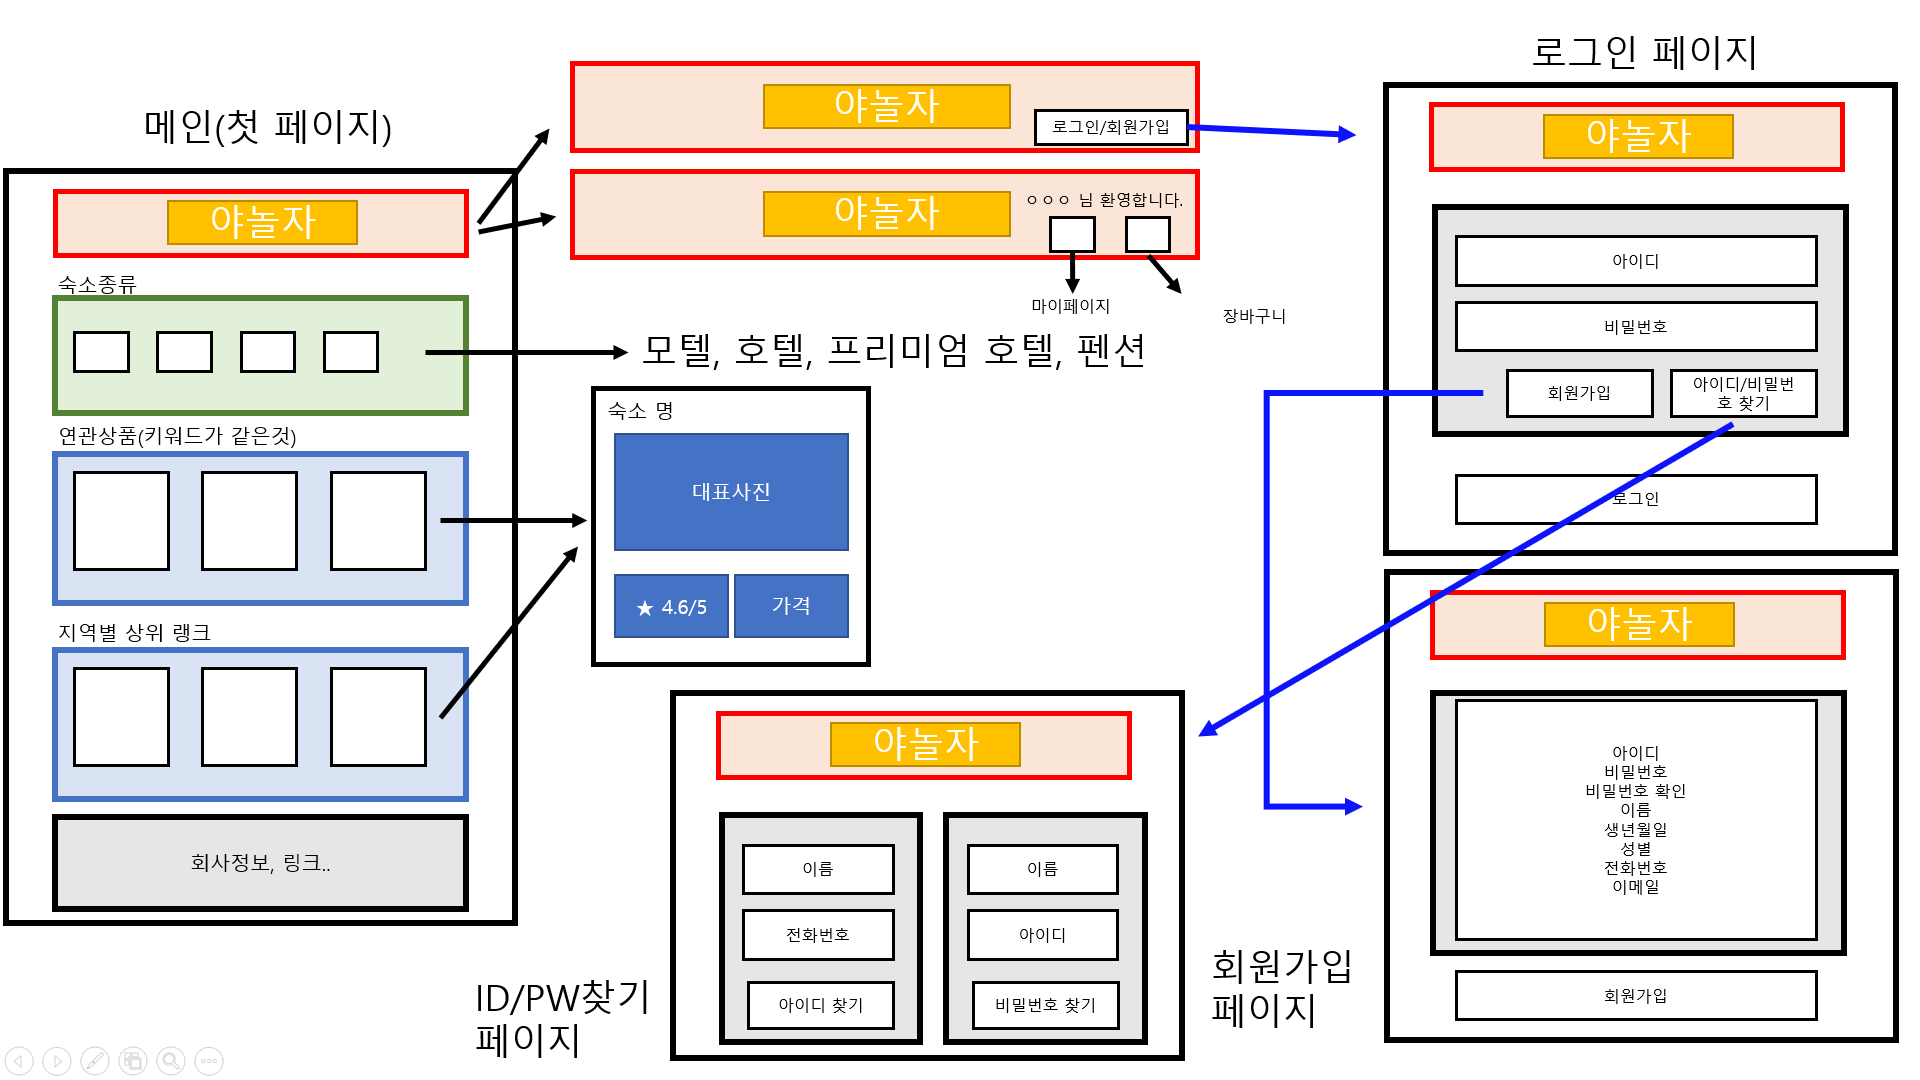 메인(첫 페이지)
야놀자
숙소종류
연관상품(키워드가 같은것)
지역별 상위 랭크
회사정보, 링크..
야놀자
로그인/회원가입
야놀자
ㅇㅇㅇ 님 환영합니다.
마이페이지
장바구니
모텔, 호텔, 프리미엄 호텔, 펜션
숙소 명
대표사진
★ 4.6/5
가격
로그인 페이지
야놀자
아이디
비밀번호
회원가입
아이디/비밀번
호 찾기
로그인
ID/PW찾기
페이지
야놀자
이름
전화번호
아이디 찾기
이름
아이디
비밀번호 찾기
회원가입
페이지
야놀자
아이디
비밀번호
비밀번호 확인
이름
생년월일
성별
전화번호
이메일
회원가입